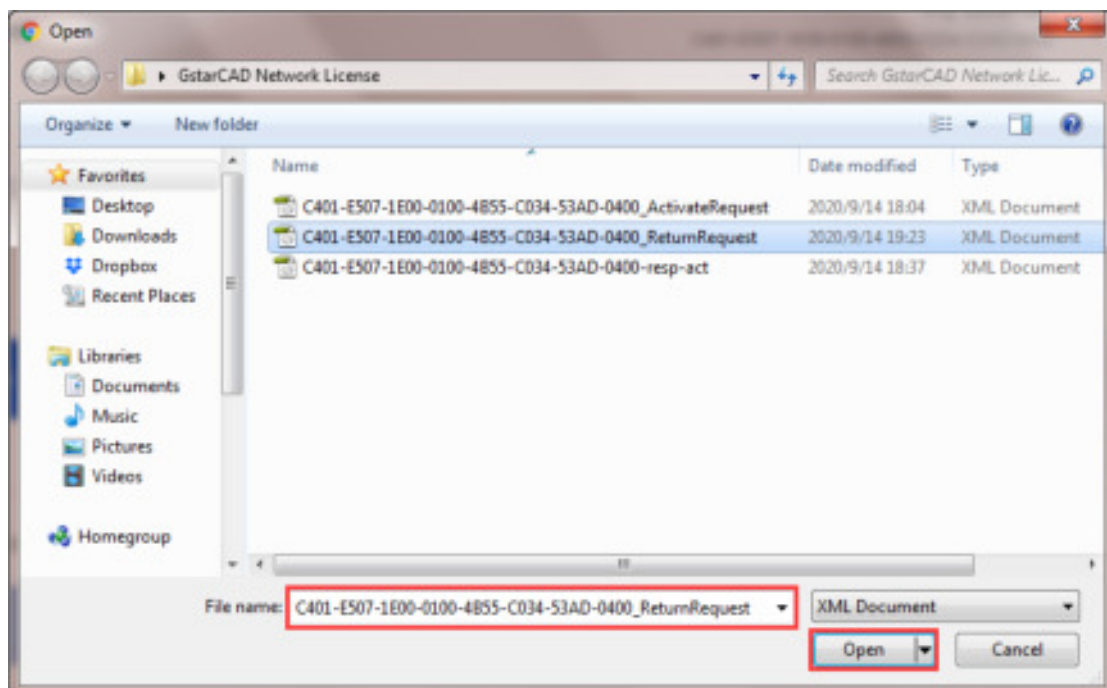 Open
GstarCAD Network License
Search GstarCAD Network Lic...
Organize
New folder
Favorites
Desktop
Downloads
Dropbox
Recent Places
Libraries
Documents
Music
Pictures
Videos
Homegroup
Name Date modified Type
C401-E507-1E00-0100-4B55-C034-53AD-0400_ActivateRequest 2020/9/14 18:04 XML Document
C401-E507-1E00-0100-4B55-C034-53AD-0400_ReturnRequest 2020/9/14 19:23 XML Document
C401-E507-1E00-0100-4B55-C034-53AD-0400-resp-act 2020/9/14 18:37 XML Document
File name: C401-E507-1E00-0100-4B55-C034-53AD-0400_ReturnRequest
XML Document
Open
Cancel